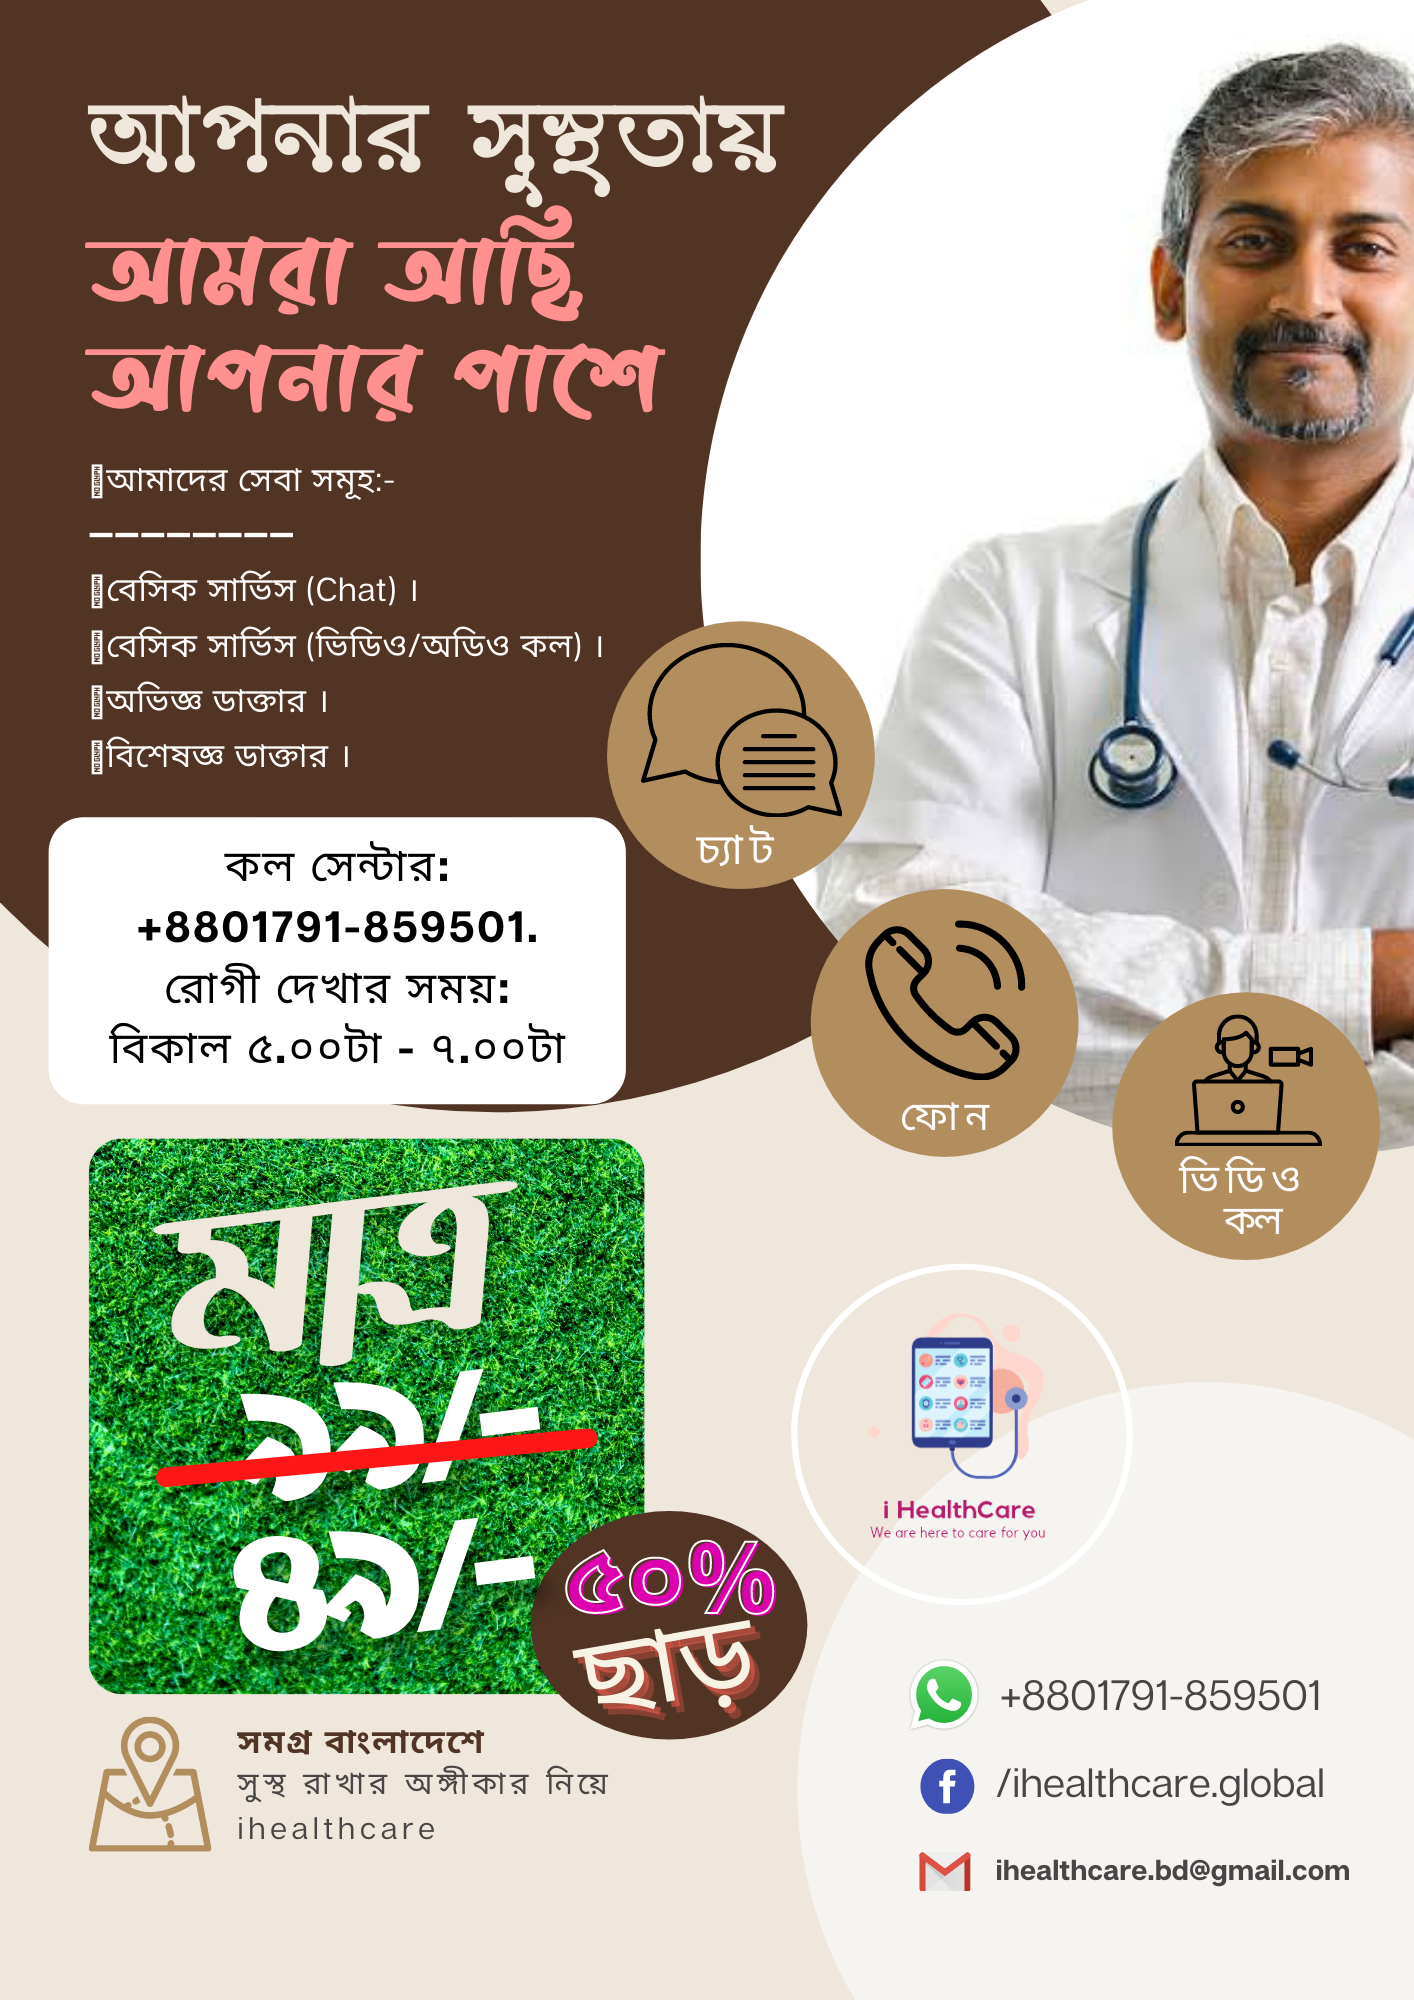 আপনার সুস্থতায়
আমরা আছি
আপনার পাশে
আমাদের সেবা সমূহ:-
––––––––
বেসিক সার্ভিস (Chat) ।
বেসিক সার্ভিস (ভিডিও/অডিও কল) ।
অভিজ্ঞ ডাক্তার ।
বিশেষজ্ঞ ডাক্তার ।
চ্যাট
কল সেন্টার:
+8801791-859501.
রোগী দেখার সময়:
বিকাল ৫.০০টা - ৭.০০টা
ফোন
ভিডিও
কল
মাত্র
৯৯/-
৪৯/-
৫০%
ছাড়
i HealthCare
We are here to care for you
সমগ্র বাংলাদেশে
সুস্থ রাখার অঙ্গীকার নিয়ে
ihealthcare
+8801791-859501
/ihealthcare.global
ihealthcare.bd@gmail.com